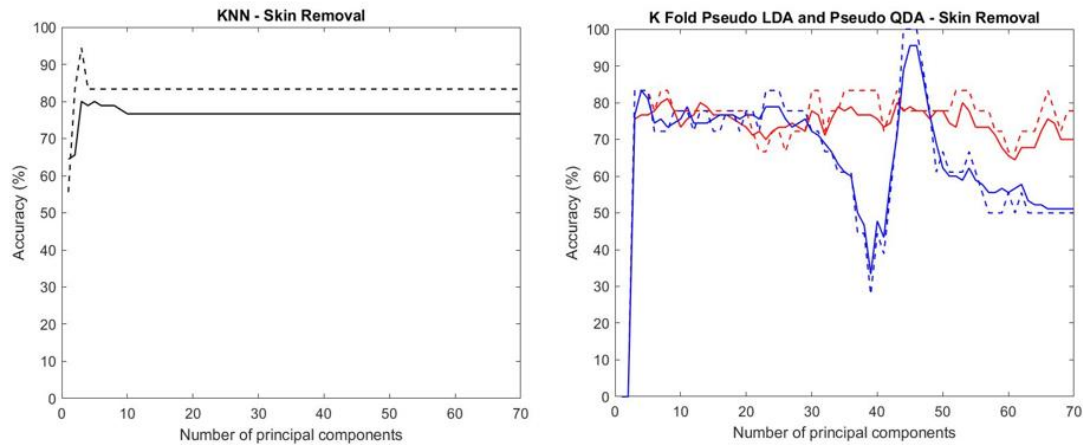 KNN - Skin Removal
100
90
80
70
60
50
40
30
20
10
0
Accuracy (%)
0 10 20 30 40 50 60 70
Number of principal components
K Fold Pseudo LDA and Pseudo QDA - Skin Removal
100
90
80
70
60
50
40
30
20
10
0
Accuracy (%)
0 10 20 30 40 50 60 70
Number of principal components